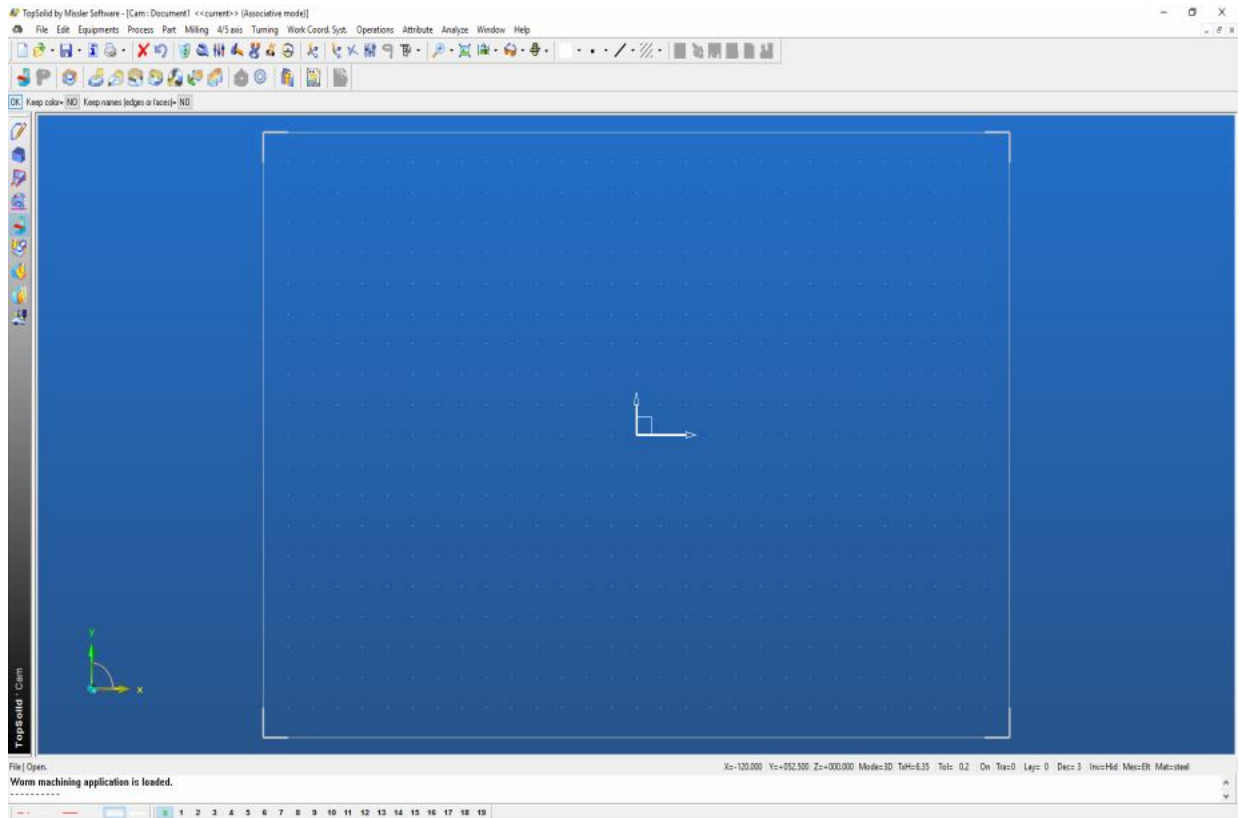 TopSolid by Missler Software - [Cam : Document1 <<current>> (Associative mode)]
File Edit Equipments Process Part Milling 4/5 axis Turning Work Coord. Syst. Operations Attribute Analyze Window Help
OK Keep color= NO Keep names (edges or faces)= NO
y
x
TopSolid ' Cam
File | Open.
X=-120.000 Y=+052.500 Z=+000.000 Mode=3D TxH=6.35 Tol= 0.2 On Tra=0 Lay= 0 Dec= 3 Inv=Hid Mes=Elt Mat=steel
Worm machining application is loaded.
----------
0 1 2 3 4 5 6 7 8 9 10 11 12 13 14 15 16 17 18 19